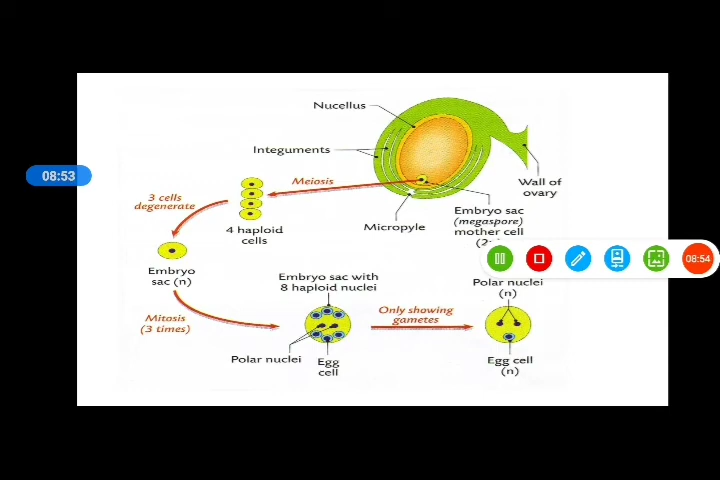 Nucellus
Integuments
08:53
Meiosis
Wall of
ovary
3 cells
degenerate
4 haploid
cells
Micropyle
Embryo sac
(megaspore)
mother cell
08:54
Embryo
sac (n)
Embryo sac with
8 haploid nuclei
Polar nuclei
(n)
Mitosis
(3 times)
Only showing
gametes
Polar nuclei
Egg
cell
Egg cell
(n)